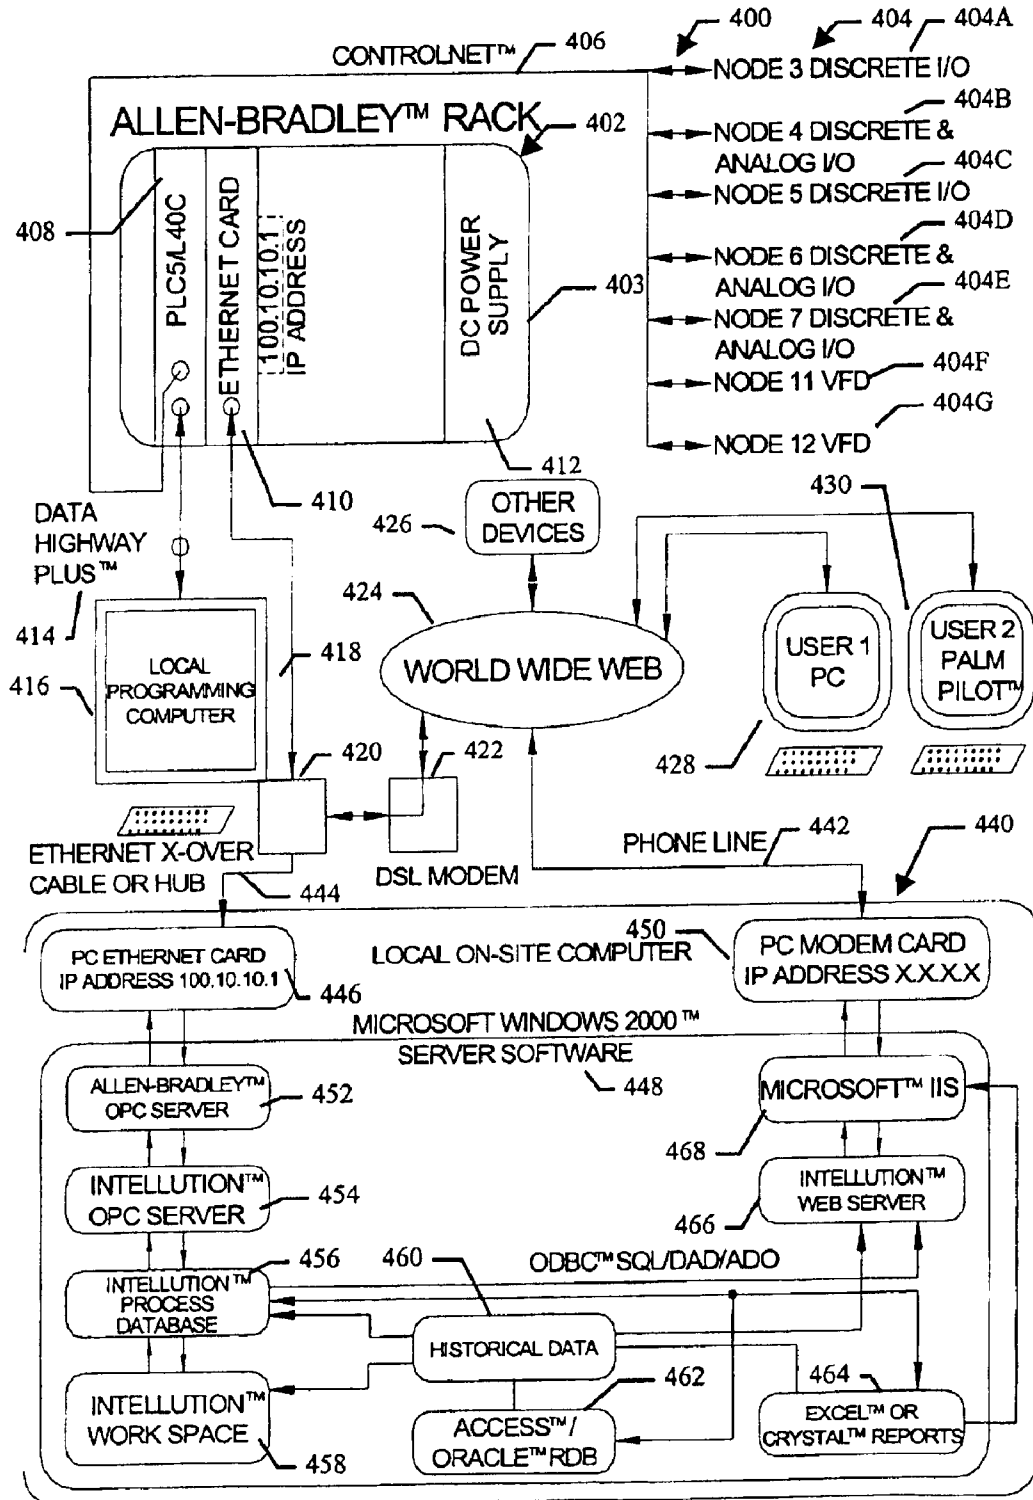 400
404
404A
CONTROLNET™
406
NODE 3 DISCRETE I/O
404B
ALLEN-BRADLEY™ RACK
402
NODE 4 DISCRETE &
ANALOG I/O
404C
NODE 5 DISCRETE I/O
404D
NODE 6 DISCRETE &
ANALOG I/O
404E
NODE 7 DISCRETE &
ANALOG I/O
404F
NODE 11 VFD
404G
NODE 12 VFD
408
PLC5/L40C
ETHERNET CARD
100.10.10.1
IP ADDRESS
DC POWER
SUPPLY
403
410
412
DATA
HIGHWAY
PLUS™
414
416
LOCAL
PROGRAMMING
COMPUTER
418
OTHER
DEVICES
426
424
WORLD WIDE WEB
430
USER 1
PC
USER 2
PALM
PILOT™
428
420
422
ETHERNET X-OVER
CABLE OR HUB
444
DSL MODEM
PHONE LINE
442
440
PC ETHERNET CARD
IP ADDRESS 100.10.10.1
446
LOCAL ON-SITE COMPUTER
450
PC MODEM CARD
IP ADDRESS X.X.X.X
MICROSOFT WINDOWS 2000™
SERVER SOFTWARE
448
ALLEN-BRADLEY™
OPC SERVER
452
MICROSOFT™ IIS
468
INTELLUTION™
OPC SERVER
454
INTELLUTION™
WEB SERVER
466
456
460
ODBC™ SQL/DAD/ADO
INTELLUTION™
PROCESS
DATABASE
HISTORICAL DATA
INTELLUTION™
WORK SPACE
458
462
ACCESS™/
ORACLE™ RDB
464
EXCEL™ OR
CRYSTAL™ REPORTS